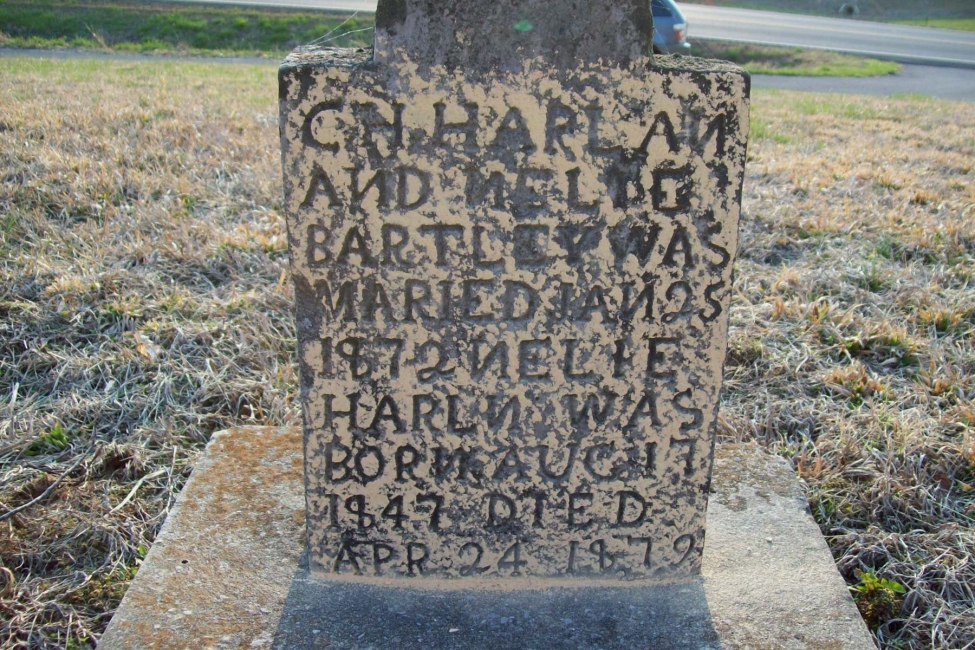 C.H. HARLAN
AND NELIE
BARTLEY WAS
MARIED JAN 25
1872 NELIE
HARLN WAS
BORN AUG 17
1847 DIED
APR 24 1879